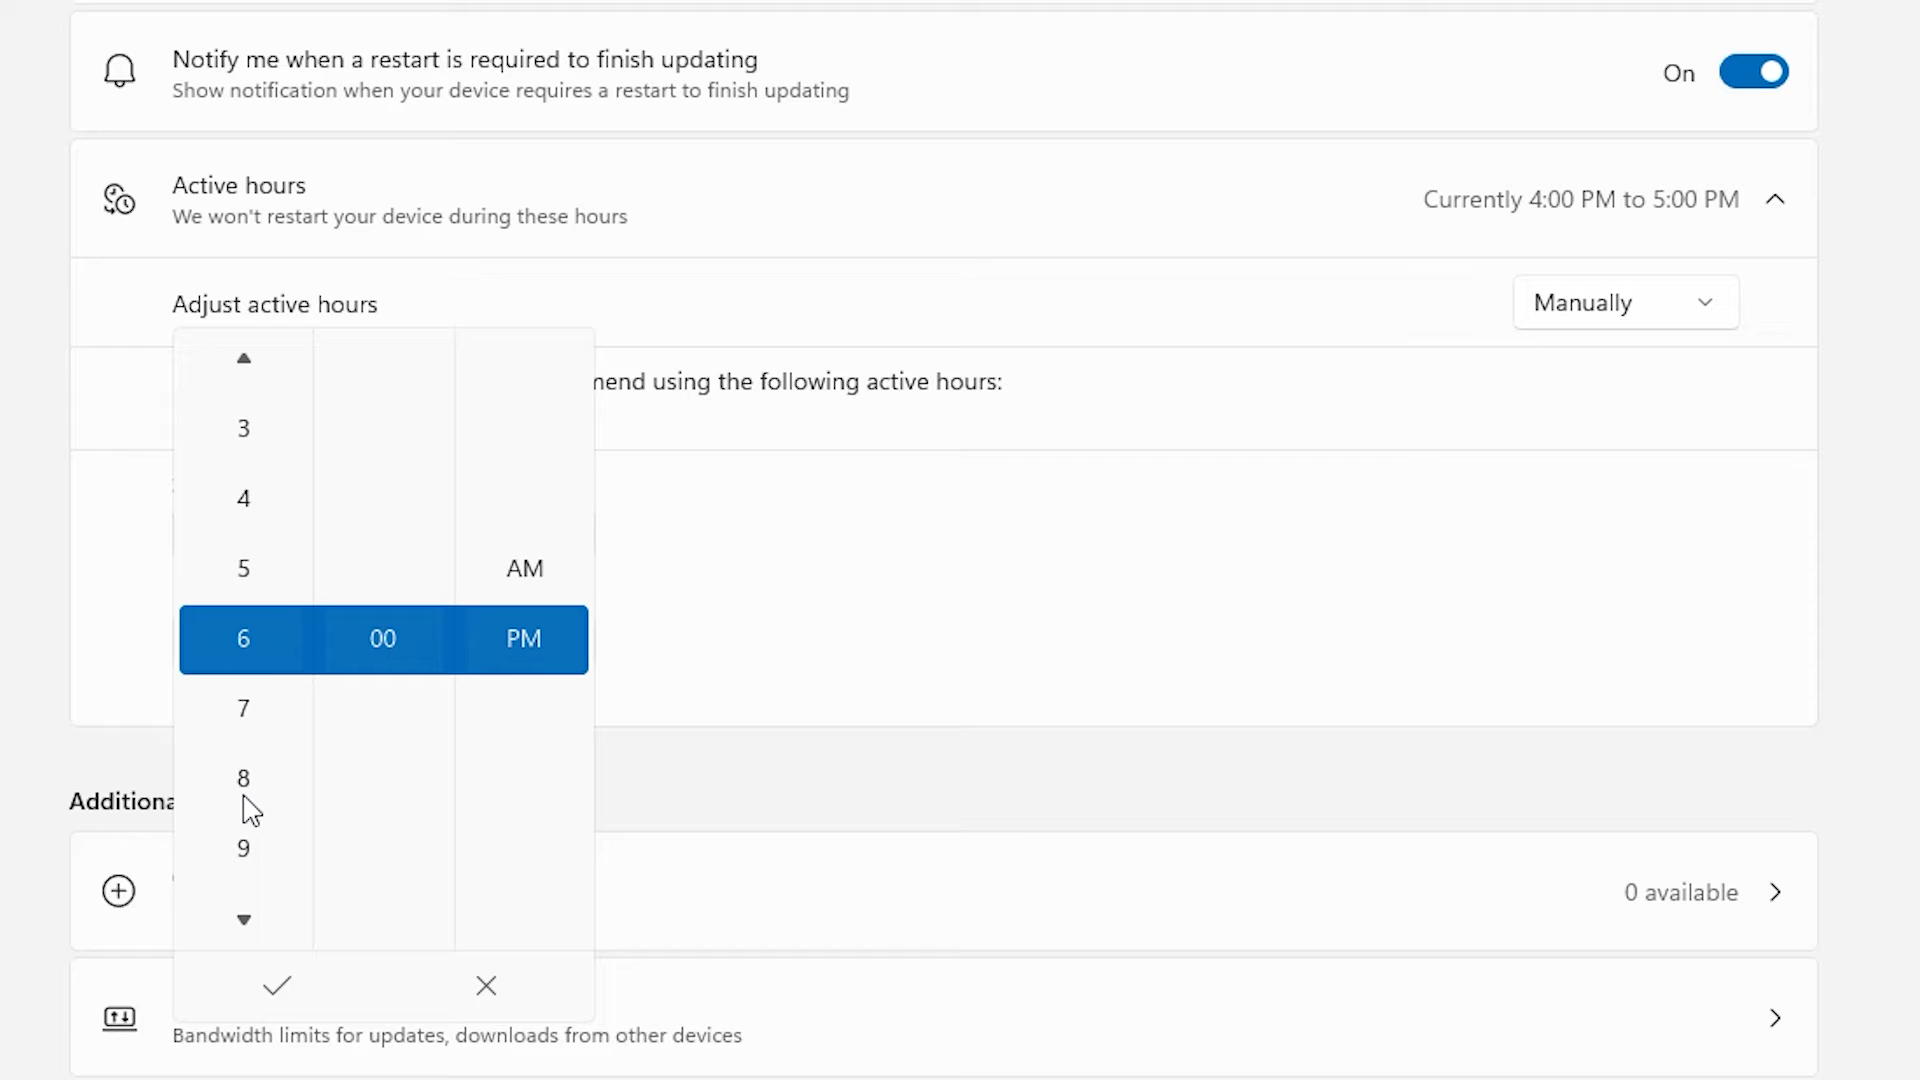 Notify me when a restart is required to finish updating
Show notification when your device requires a restart to finish updating
On
Active hours
We won't restart your device during these hours
Currently 4:00 PM to 5:00 PM
Adjust active hours
Manually
using the following active hours:
3
4
5
AM
6 00 PM
7
8
9
0 available
Bandwidth limits for updates, downloads from other devices